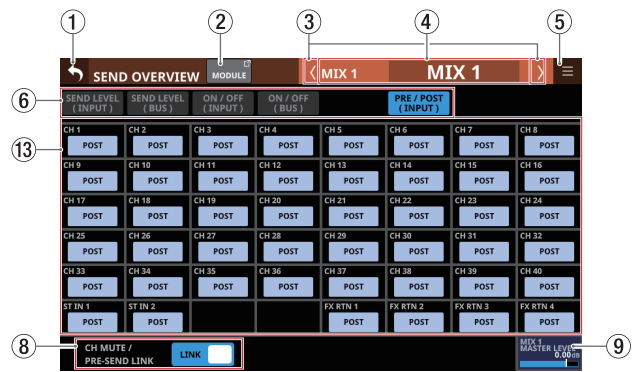 1 2 3 4 5
SEND OVERVIEW MODULE MIX 1 MIX 1
6
SEND LEVEL (INPUT) SEND LEVEL (BUS) ON / OFF (INPUT) ON / OFF (BUS) PRE / POST (INPUT)
13
CH 1 CH 2 CH 3 CH 4 CH 5 CH 6 CH 7 CH 8
POST POST POST POST POST POST POST POST
CH 9 CH 10 CH 11 CH 12 CH 13 CH 14 CH 15 CH 16
POST POST POST POST POST POST POST POST
CH 17 CH 18 CH 19 CH 20 CH 21 CH 22 CH 23 CH 24
POST POST POST POST POST POST POST POST
CH 25 CH 26 CH 27 CH 28 CH 29 CH 30 CH 31 CH 32
POST POST POST POST POST POST POST POST
CH 33 CH 34 CH 35 CH 36 CH 37 CH 38 CH 39 CH 40
POST POST POST POST POST POST POST POST
ST IN 1 ST IN 2 FX RTN 1 FX RTN 2 FX RTN 3 FX RTN 4
POST POST POST POST POST POST
8
CH MUTE /
PRE-SEND LINK
LINK
MIX 1
MASTER LEVEL
0.00dB
9